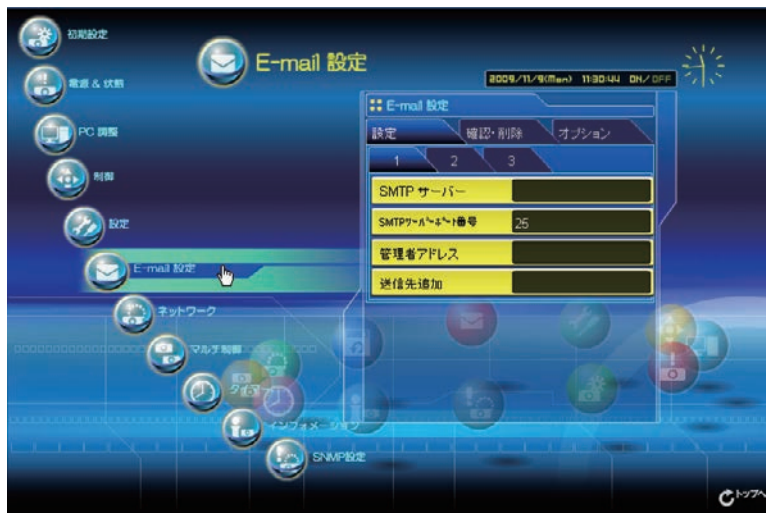 初期設定
電源 & 状態
PC 調整
制御
設定
E-mail 設定
ネットワーク
マルチ制御
タイマー
インフォメーション
SNMP設定
E-mail 設定
2009/11/9(Mon) 11:30:44 ON/OFF
E-mail 設定
設定 確認・削除 オプション
1 2 3
SMTP サーバー
SMTPサーバーポート番号 25
管理者アドレス
送信先追加
トップへ